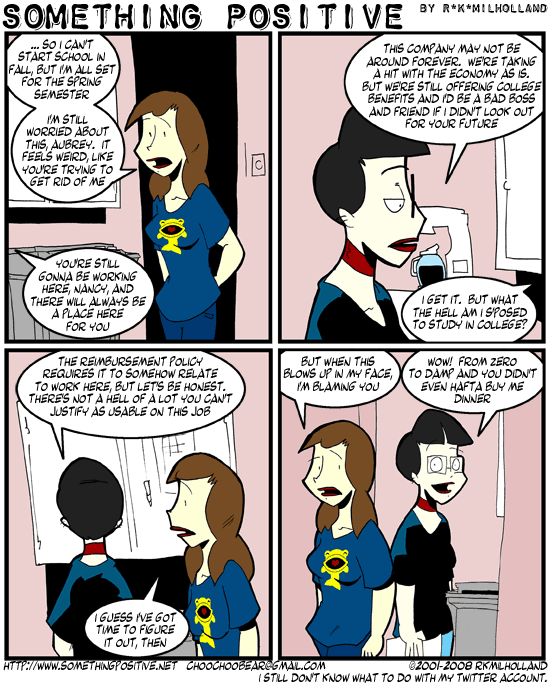 SOMETHING POSITIVE BY R*K*MILHOLLAND
... SO I CAN'T
START SCHOOL IN
FALL, BUT I'M ALL SET
FOR THE SPRING
SEMESTER
I'M STILL
WORRIED ABOUT
THIS, AUBREY. IT
FEELS WEIRD, LIKE
YOU'RE TRYING TO
GET RID OF ME
YOU'RE STILL
GONNA BE WORKING
HERE, NANCY, AND
THERE WILL ALWAYS BE
A PLACE HERE
FOR YOU
THIS COMPANY MAY NOT BE
AROUND FOREVER. WE'RE TAKING
A HIT WITH THE ECONOMY AS IS.
BUT WE'RE STILL OFFERING COLLEGE
BENEFITS AND I'D BE A BAD BOSS
AND FRIEND IF I DIDN'T LOOK OUT
FOR YOUR FUTURE
I GET IT. BUT WHAT
THE HELL AM I S'POSED
TO STUDY IN COLLEGE?
THE REIMBURSEMENT POLICY
REQUIRES IT TO SOMEHOW RELATE
TO WORK HERE, BUT LET'S BE HONEST.
THERE'S NOT A HELL OF A LOT YOU CAN'T
JUSTIFY AS USABLE ON THIS JOB
I GUESS I'VE GOT
TIME TO FIGURE
IT OUT, THEN
BUT WHEN THIS
BLOWS UP IN MY FACE,
I'M BLAMING YOU
WOW! FROM ZERO
TO DAMP AND YOU DIDN'T
EVEN HAFTA BUY ME
DINNER
HTTP://WWW.SOMETHINGPOSITIVE.NET CHOOCHOOBEAR@GMAIL.COM ©2001-2008 RKMILHOLLAND
I STILL DON'T KNOW WHAT TO DO WITH MY TWITTER ACCOUNT.